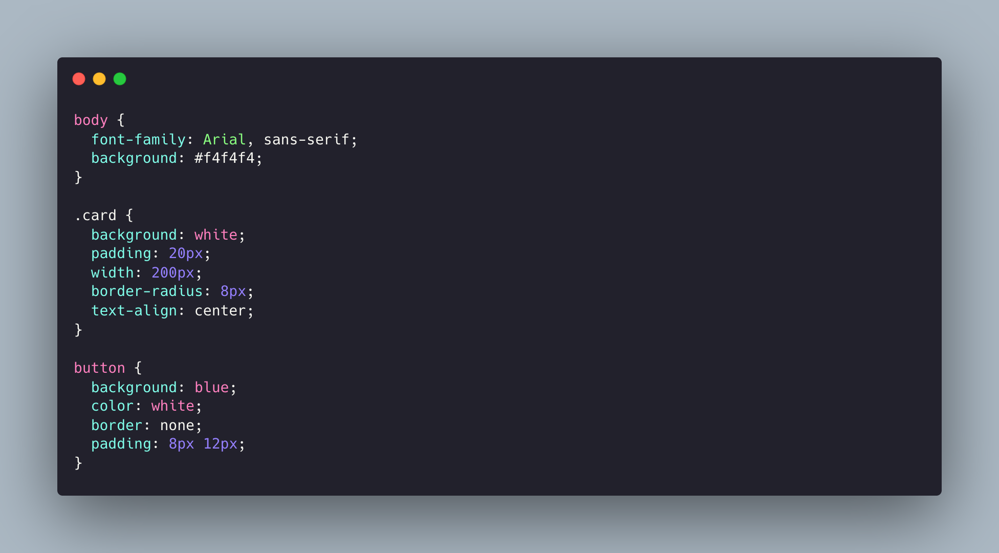 body {
  font-family: Arial, sans-serif;
  background: #f4f4f4;
}

.card {
  background: white;
  padding: 20px;
  width: 200px;
  border-radius: 8px;
  text-align: center;
}

button {
  background: blue;
  color: white;
  border: none;
  padding: 8px 12px;
}